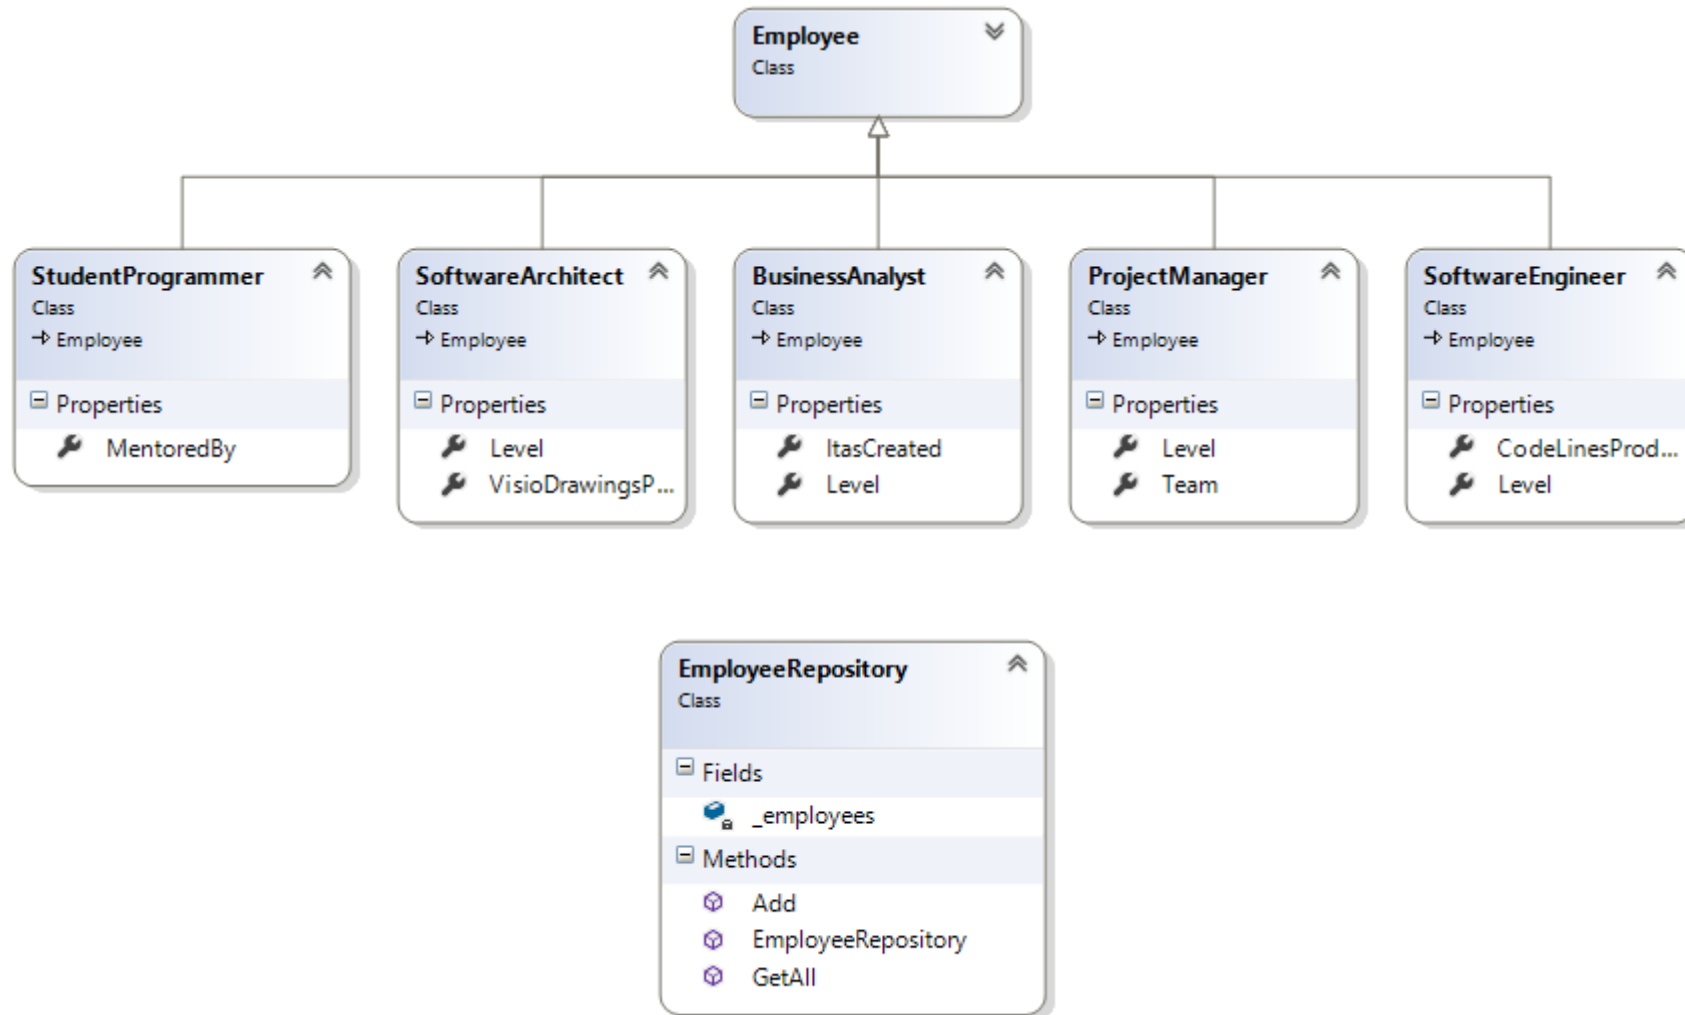 Employee
Class
StudentProgrammer
Class
Employee
Properties
MentoredBy
SoftwareArchitect
Class
Employee
Properties
Level
VisioDrawingsP...
BusinessAnalyst
Class
Employee
Properties
ItasCreated
Level
ProjectManager
Class
Employee
Properties
Level
Team
SoftwareEngineer
Class
Employee
Properties
CodeLinesProd...
Level
EmployeeRepository
Class
Fields
_employees
Methods
Add
EmployeeRepository
GetAll